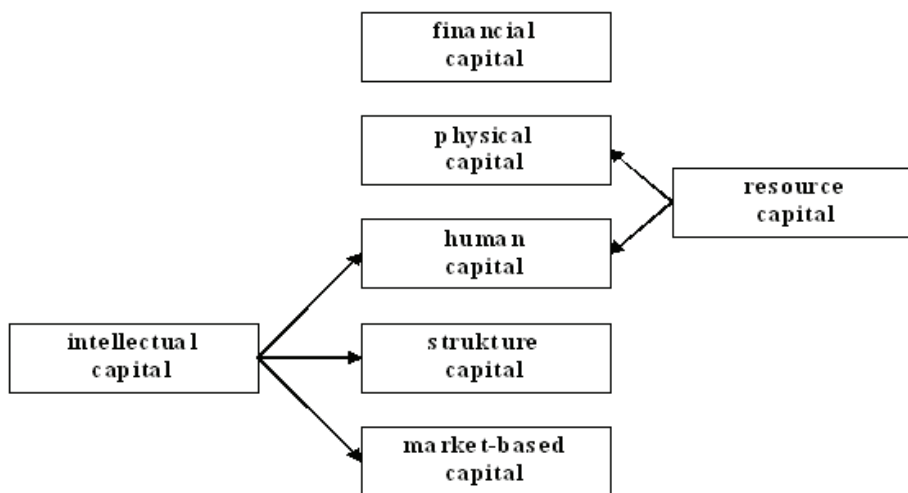 financial
capital
physical
capital
resource
capital
human
capital
intellectual
capital
strukture
capital
market-based
capital